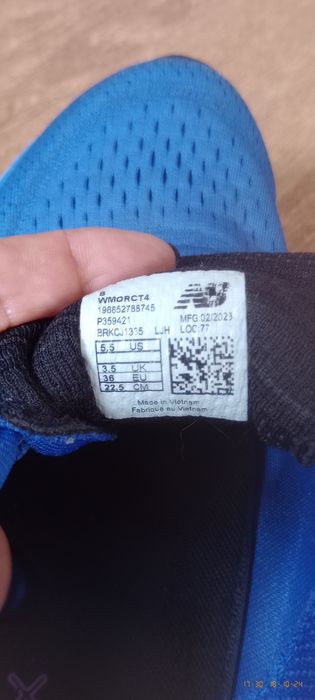 B
WMORCT4
196652788745
P359421
BRKCJ1335 LJH
NB
MFG 02/2023
LOC:77
5.5 US
3.5 UK
36 EU
22.5 CM
Made in Vietnam
Fabriqué au Vietnam
17:30 18-10-24